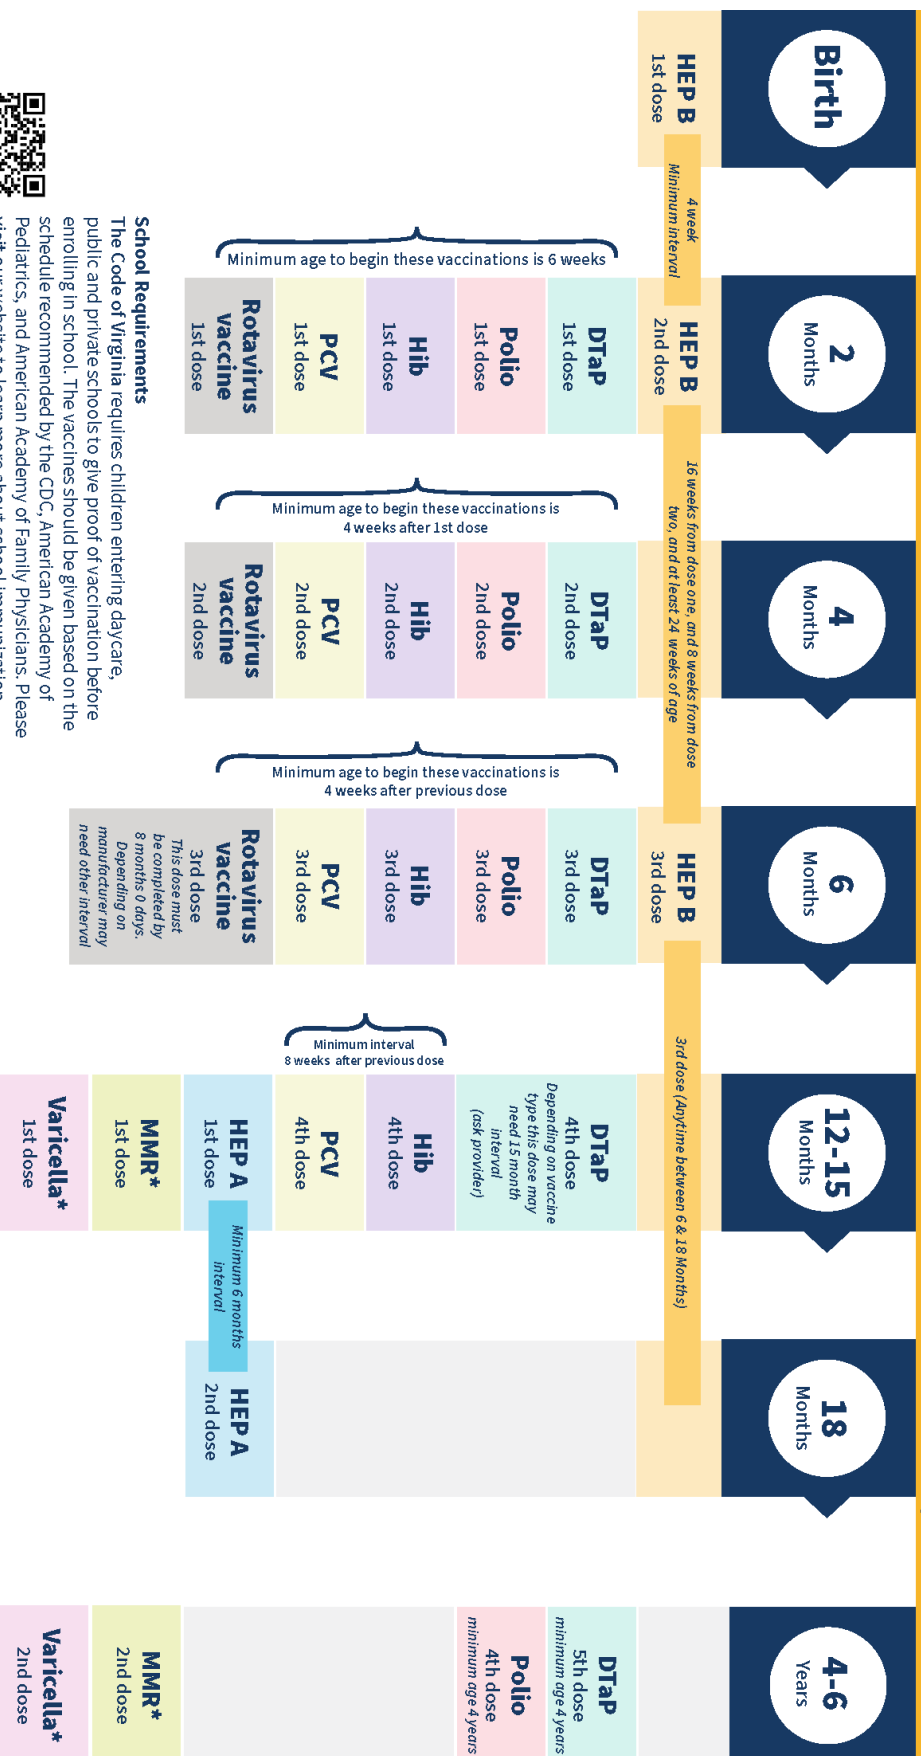 Birth
HEP B
1st dose
4 week
Minimum interval
2
Months
HEP B
2nd dose
Minimum age to begin these vaccinations is 6 weeks
DTaP
1st dose
Polio
1st dose
Hib
1st dose
PCV
1st dose
Rotavirus
vaccine
1st dose
16 weeks from dose one, and 8 weeks from dose
two, and at least 24 weeks of age
4
Months
Minimum age to begin these vaccinations is
4 weeks after 1st dose
DTaP
2nd dose
Polio
2nd dose
Hib
2nd dose
PCV
2nd dose
Rotavirus
vaccine
2nd dose
6
Months
HEP B
3rd dose
Minimum age to begin these vaccinations is
4 weeks after previous dose
DTaP
3rd dose
Polio
3rd dose
Hib
3rd dose
PCV
3rd dose
Rotavirus
vaccine
3rd dose
This dose must
be completed by
8 months 0 days.
Depending on
manufacturer may
need other interval
3rd dose (Anytime between 6 & 18 Months)
12-15
Months
DTaP
4th dose
Depending on vaccine
type this dose may
need 15 month
interval
(ask provider)
Minimum interval
8 weeks after previous dose
Hib
4th dose
PCV
4th dose
HEP A
1st dose
MMR*
1st dose
Varicella*
1st dose
Minimum 6 months
interval
18
Months
HEP A
2nd dose
4-6
Years
DTaP
5th dose
minimum age 4 years
Polio
4th dose
minimum age 4 years
MMR*
2nd dose
Varicella*
2nd dose
School Requirements
The Code of Virginia requires children entering daycare,
public and private schools to give proof of vaccination before
enrolling in school. The vaccines should be given based on the
schedule recommended by the CDC, American Academy of
Pediatrics, and American Academy of Family Physicians. Please
visit our website to learn more about school immunization